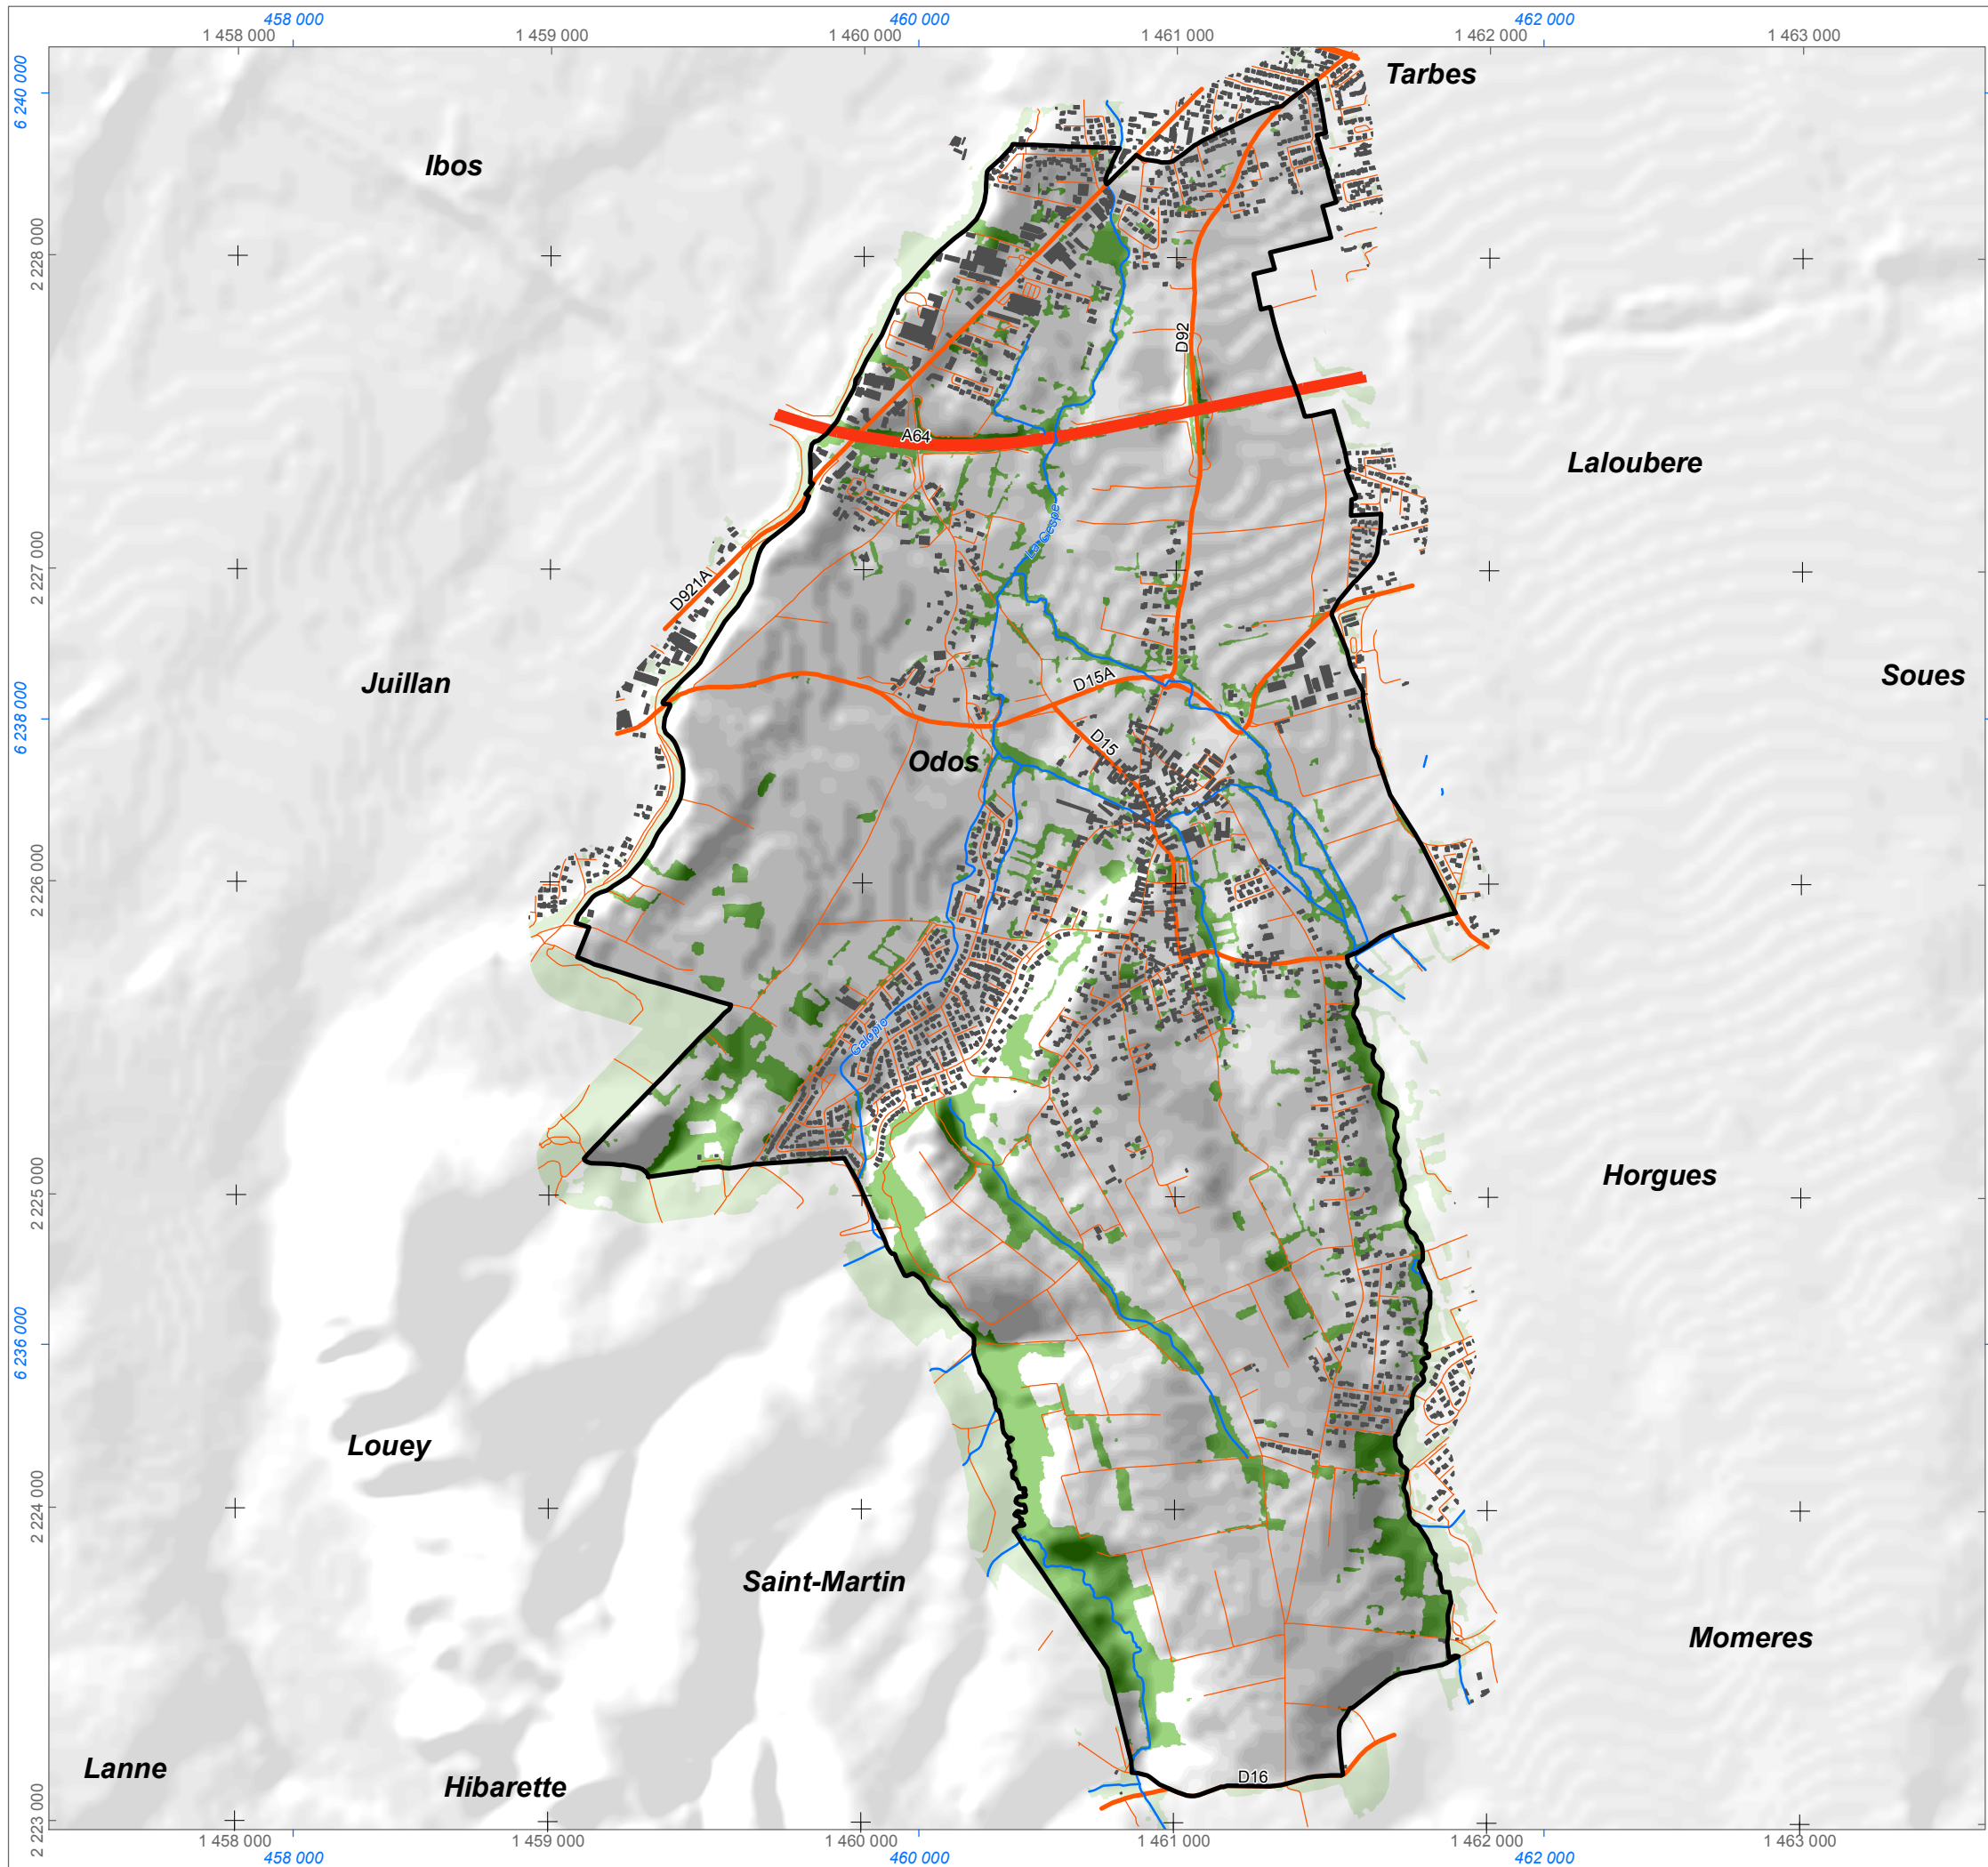 458 000 460 000 462 000
1 458 000 1 459 000 1 460 000 1 461 000 1 462 000 1 463 000
6 240 000
Tarbes
Ibos
2 228 000
D92
A64
Laloubere
La Gespe
2 227 000
D921A
Juillan
Soues
6 238 000
D15A
D15
Odos
2 226 000
Galopio
2 225 000
Horgues
6 236 000
Louey
2 224 000
Saint-Martin
Momeres
Lanne
D16
Hibarette
2 223 000
1 458 000 1 459 000 1 460 000 1 461 000 1 462 000 1 463 000
458 000 460 000 462 000